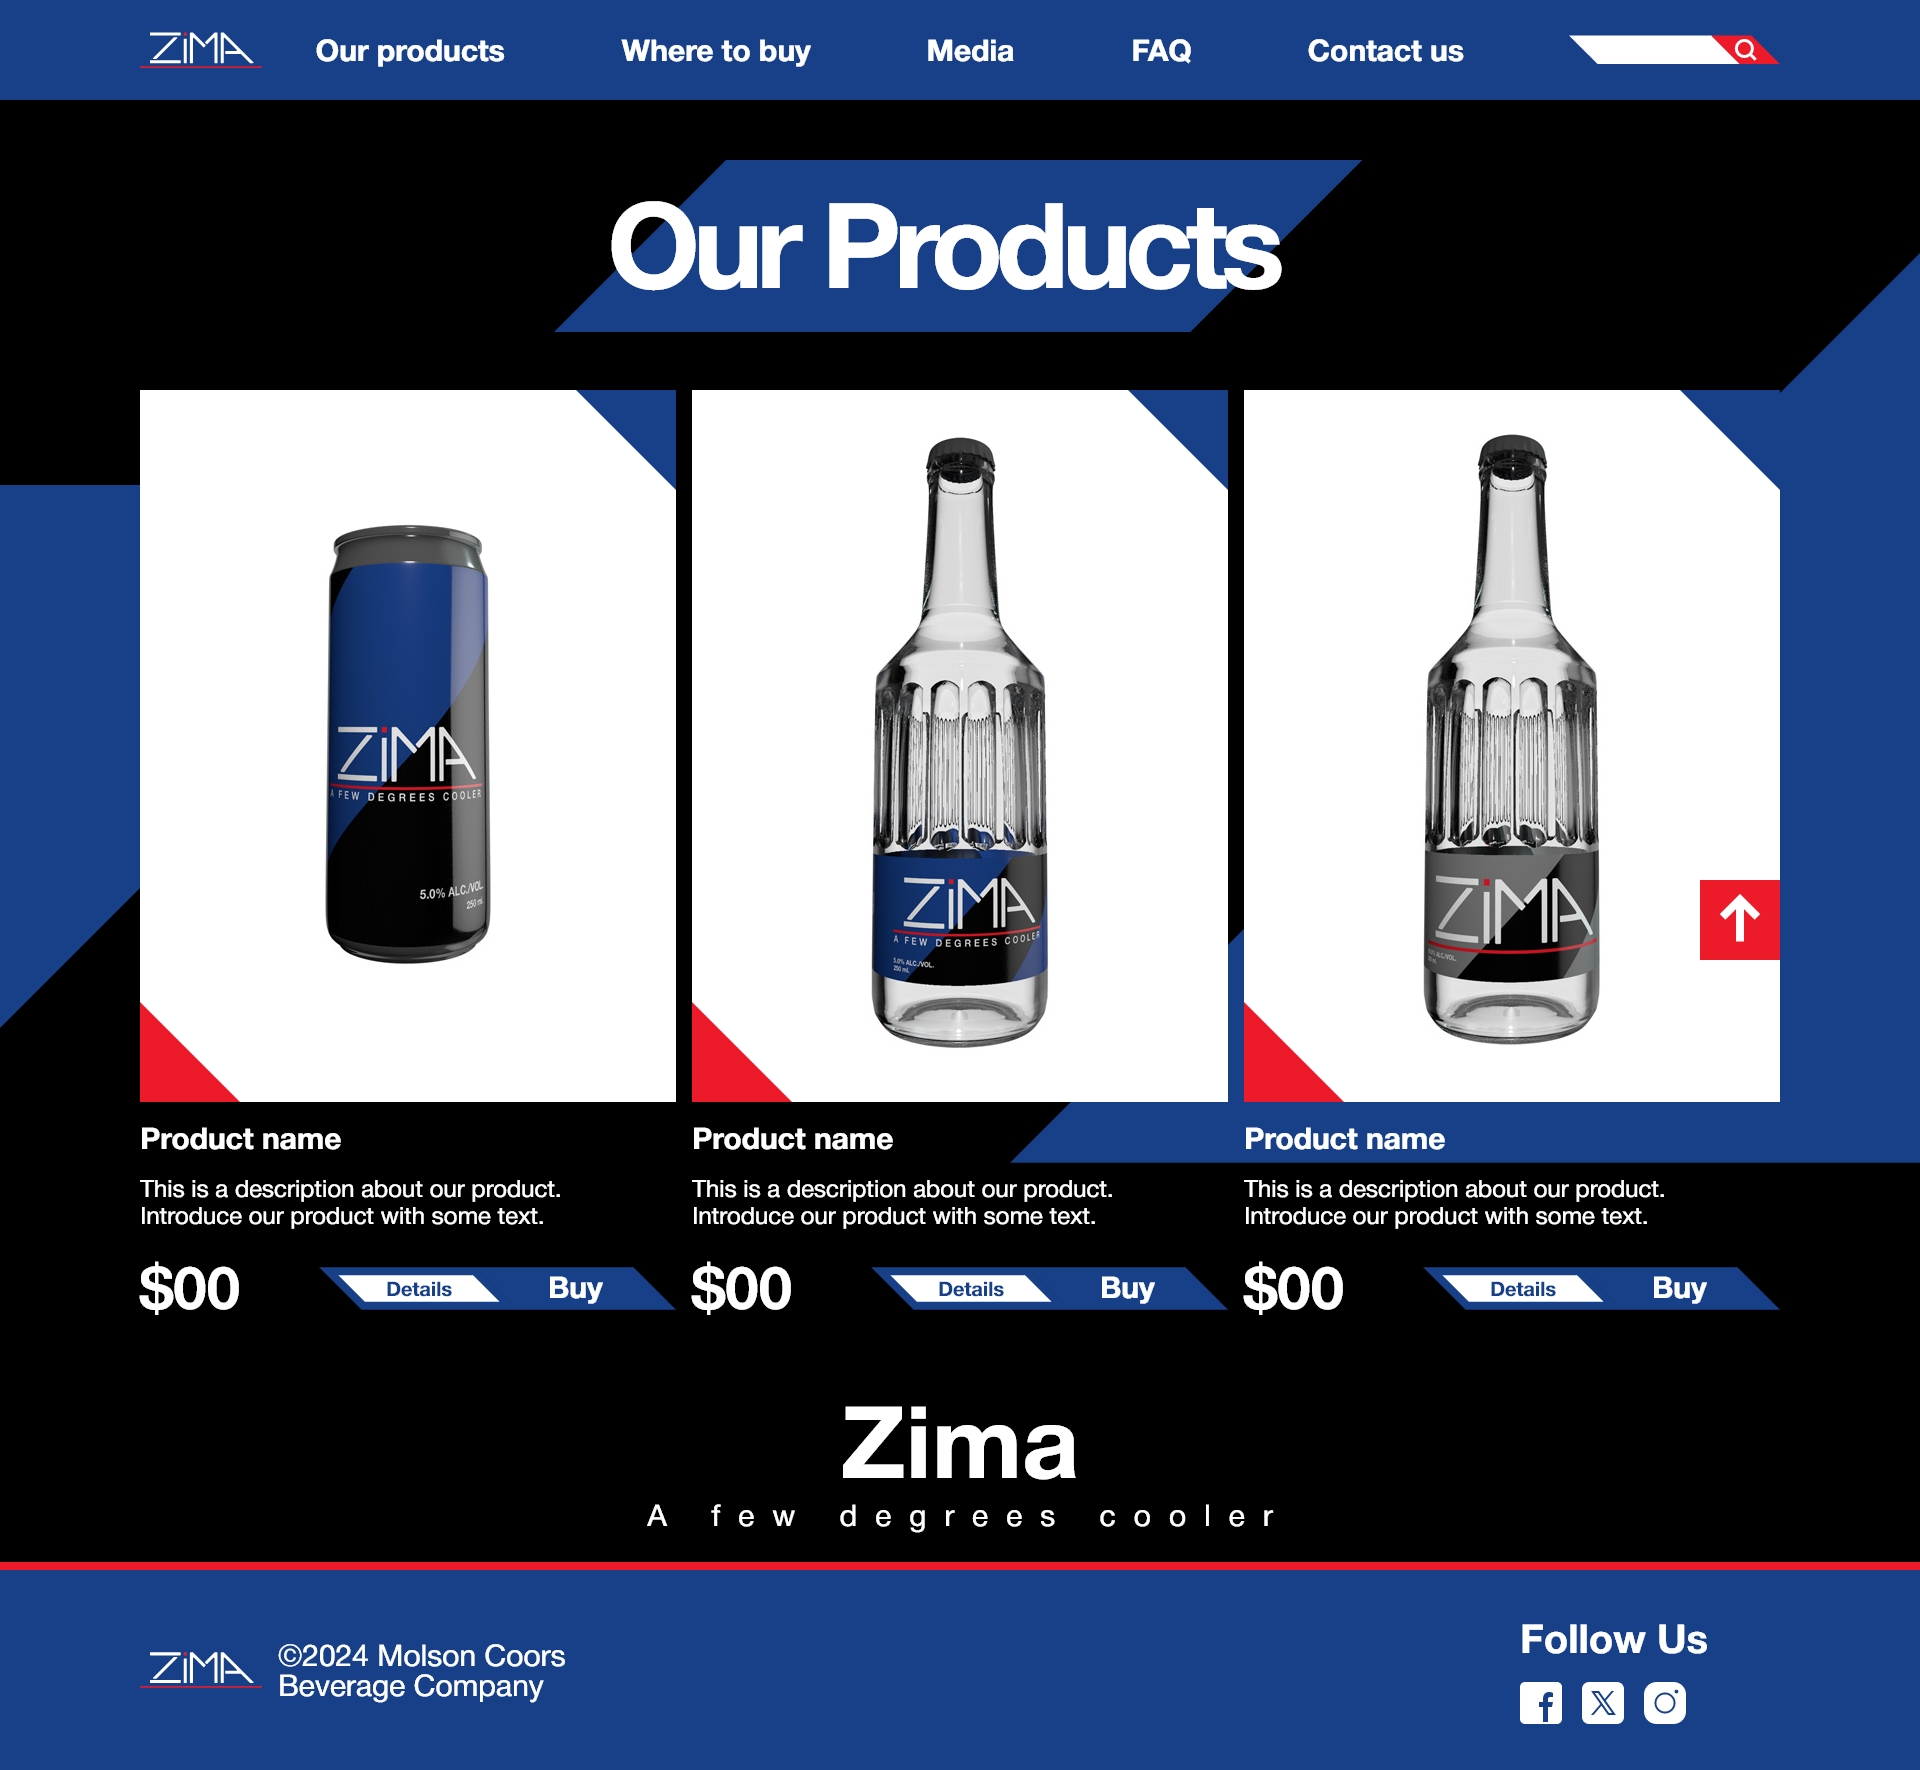 ZiMA
Our products
Where to buy
Media
FAQ
Contact us
Our Products
ZiMA
A FEW DEGREES COOLER
5.0% ALC./VOL.
250 ml.
ZiMA
A FEW DEGREES COOLER
5.0% ALC./VOL.
250 ml.
ZiMA
5.0% ALC./VOL.
Product name
This is a description about our product.
Introduce our product with some text.
$00
Details
Buy
Product name
This is a description about our product.
Introduce our product with some text.
$00
Details
Buy
Product name
This is a description about our product.
Introduce our product with some text.
$00
Details
Buy
Zima
A few degrees cooler
ZiMA
©2024 Molson Coors
Beverage Company
Follow Us